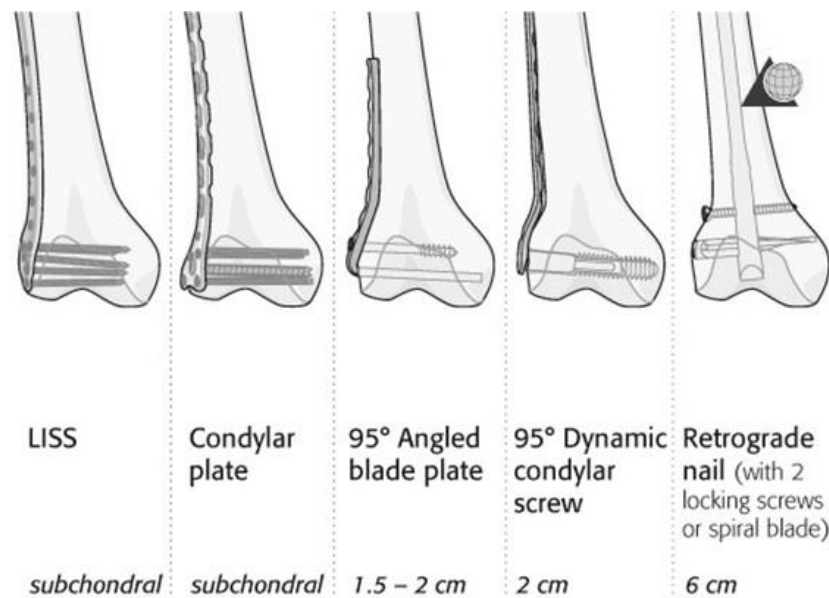 LISS
subchondral
Condylar
plate
subchondral
95° Angled
blade plate
1.5 – 2 cm
95° Dynamic
condylar
screw
2 cm
Retrograde
nail (with 2
locking screws
or spiral blade)
6 cm